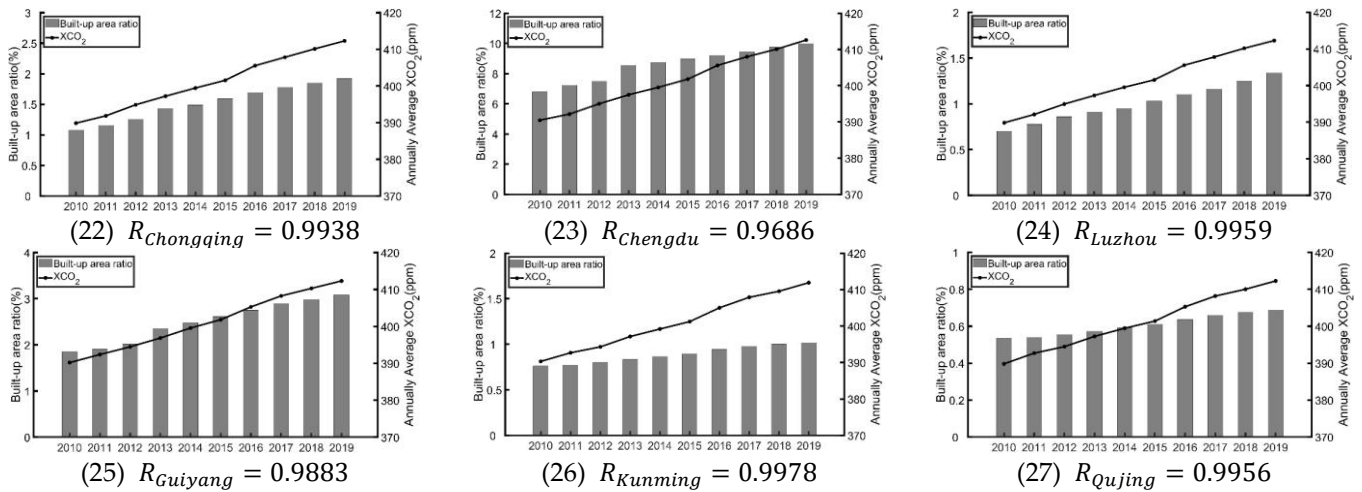 3
2.5
2
1.5
1
0.5
0
Built-up area ratio(%)
Built-up area ratio
XCO₂
420
410
400
390
380
370
Annually Average XCO₂(ppm)
2010 2011 2012 2013 2014 2015 2016 2017 2018 2019
(22) R_Chongqing = 0.9938
12
10
8
6
4
2
0
Built-up area ratio(%)
Built-up area ratio
XCO₂
420
410
400
390
380
370
Annually Average XCO₂(ppm)
2010 2011 2012 2013 2014 2015 2016 2017 2018 2019
(23) R_Chengdu = 0.9686
2
1.5
1
0.5
0
Built-up area ratio(%)
Built-up area ratio
XCO₂
420
410
400
390
380
370
Annually Average XCO₂(ppm)
2010 2011 2012 2013 2014 2015 2016 2017 2018 2019
(24) R_Luzhou = 0.9959
4
3
2
1
0
Built-up area ratio(%)
Built-up area ratio
XCO₂
420
410
400
390
380
370
Annually Average XCO₂(ppm)
2010 2011 2012 2013 2014 2015 2016 2017 2018 2019
(25) R_Guiyang = 0.9883
2
1.5
1
0.5
0
Built-up area ratio(%)
Built-up area ratio
XCO₂
420
410
400
390
380
370
Annually Average XCO₂(ppm)
2010 2011 2012 2013 2014 2015 2016 2017 2018 2019
(26) R_Kunming = 0.9978
1
0.8
0.6
0.4
0.2
0
Built-up area ratio(%)
Built-up area ratio
XCO₂
420
410
400
390
380
370
Annually Average XCO₂(ppm)
2010 2011 2012 2013 2014 2015 2016 2017 2018 2019
(27) R_Qujing = 0.9956